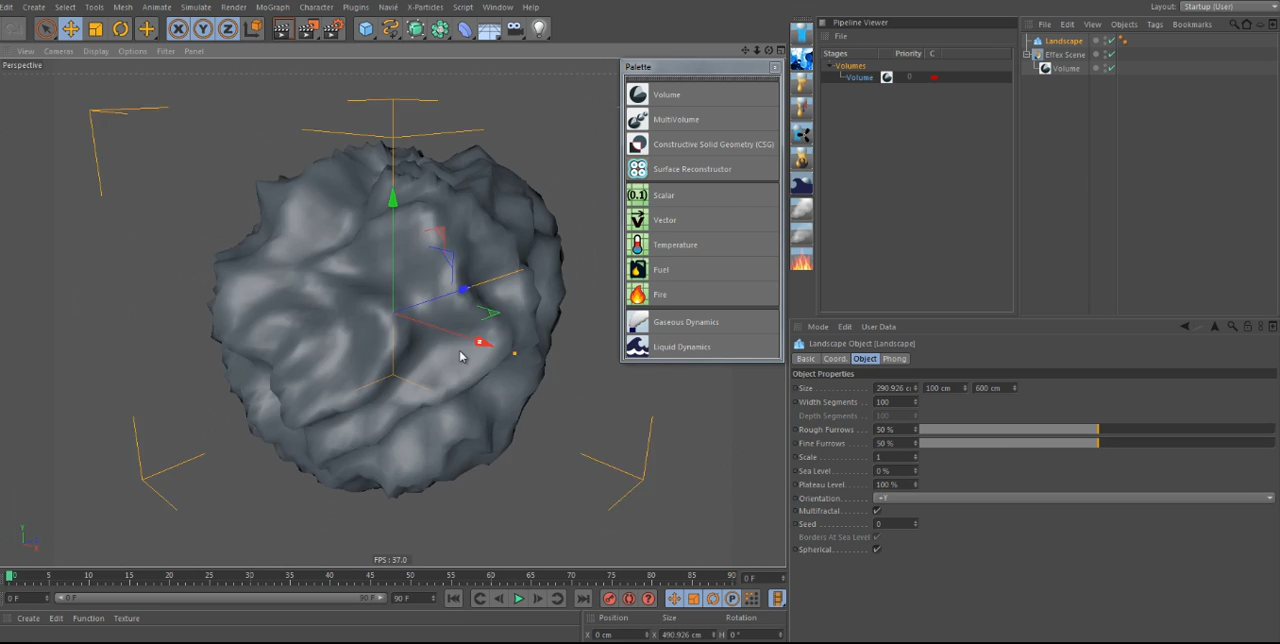 Edit Create Select Tools Mesh Animate Simulate Render MoGraph Character Plugins Navié X-Particles Script Window Help
Layout: Startup (User)
View Cameras Display Options Filter Panel
Perspective
Palette
Volume
MultiVolume
Constructive Solid Geometry (CSG)
Surface Reconstructor
(0.1) Scalar
Vector
Temperature
Fuel
Fire
Gaseous Dynamics
Liquid Dynamics
Pipeline Viewer
File
Stages Priority C
Volumes
Volume 0
File Edit View Objects Tags Bookmarks
Landscape
Effex Scene
Volume
Mode Edit User Data
Landscape Object [Landscape]
Basic Coord. Object Phong
Object Properties
Size 290.926 c 100 cm 600 cm
Width Segments 100
Depth Segments 100
Rough Furrows 50 %
Fine Furrows 50 %
Scale 1
Sea Level 0 %
Plateau Level 100 %
Orientation +Y
Multifractal
Seed 0
Borders At Sea Level
Spherical
Y
X
FPS : 37.0
0 5 10 15 20 25 30 35 40 45 50 55 60 65 70 75 80 85 90 0 F
0 F 0 F 90 F 90 F
Create Edit Function Texture
Position Size Rotation
X 0 cm X 490.926 cm H 0 °